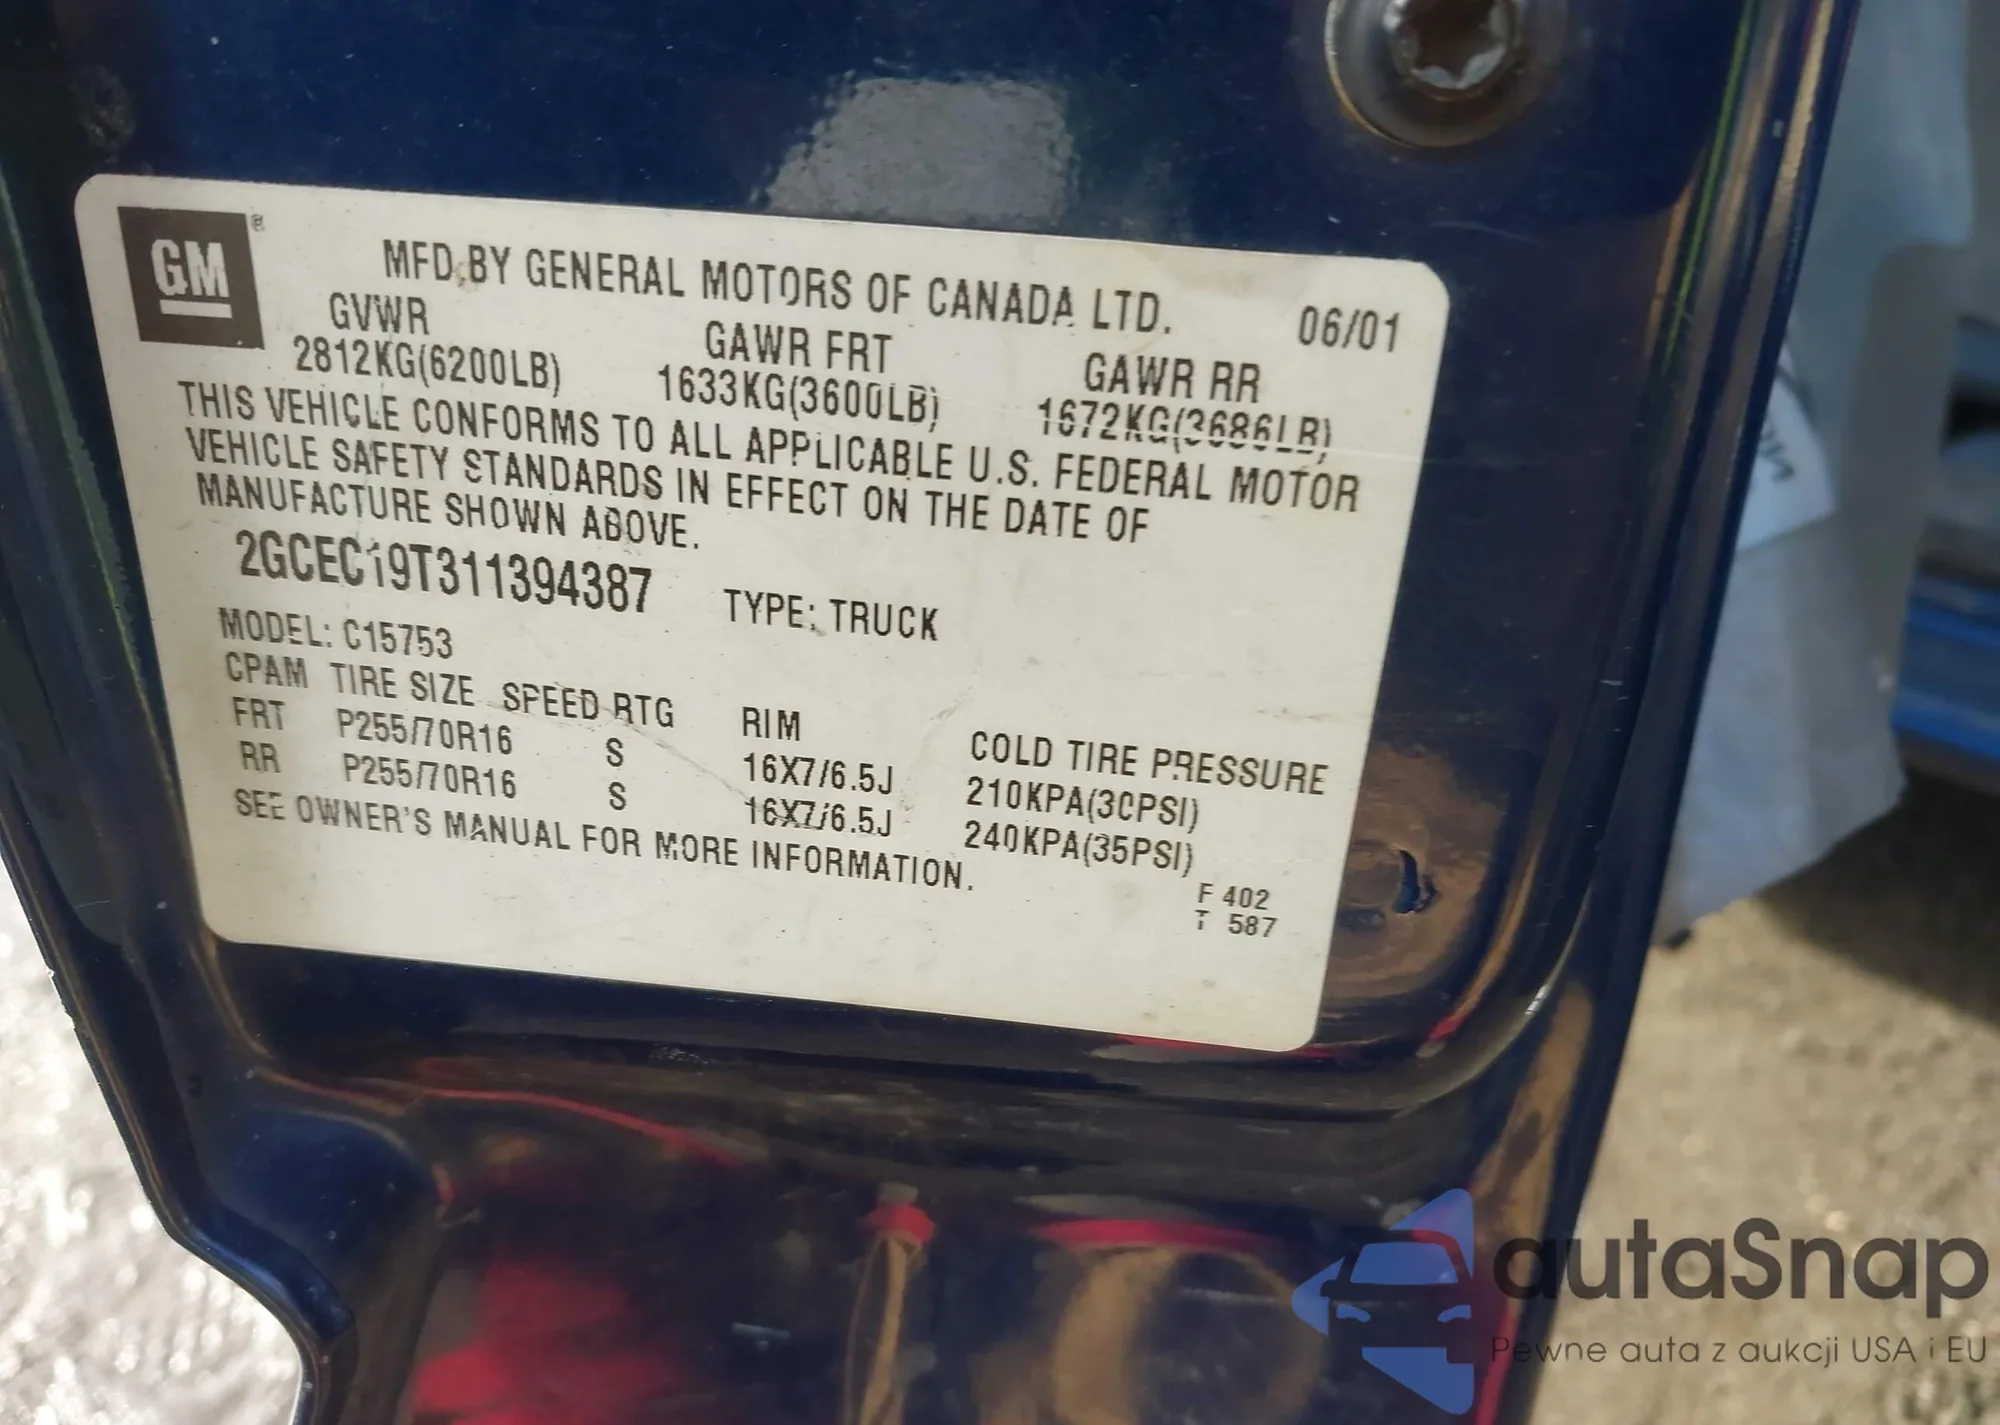 GM ®
MFD.BY GENERAL MOTORS OF CANADA LTD. 06/01
GVWR GAWR FRT GAWR RR
2812KG(6200LB) 1633KG(3600LB) 1672KG(3686LB)
THIS VEHICLE CONFORMS TO ALL APPLICABLE U.S. FEDERAL MOTOR
VEHICLE SAFETY STANDARDS IN EFFECT ON THE DATE OF
MANUFACTURE SHOWN ABOVE.
2GCEC19T311394387 TYPE: TRUCK
MODEL: C15753
CPAM TIRE SIZE SPEED RTG RIM COLD TIRE PRESSURE
FRT P255/70R16 S 16X7/6.5J 210KPA(30PSI)
RR P255/70R16 S 16X7/6.5J 240KPA(35PSI)
SEE OWNER'S MANUAL FOR MORE INFORMATION.
F 402
T 587
autaSnap
Pewne auta z aukcji USA i EU